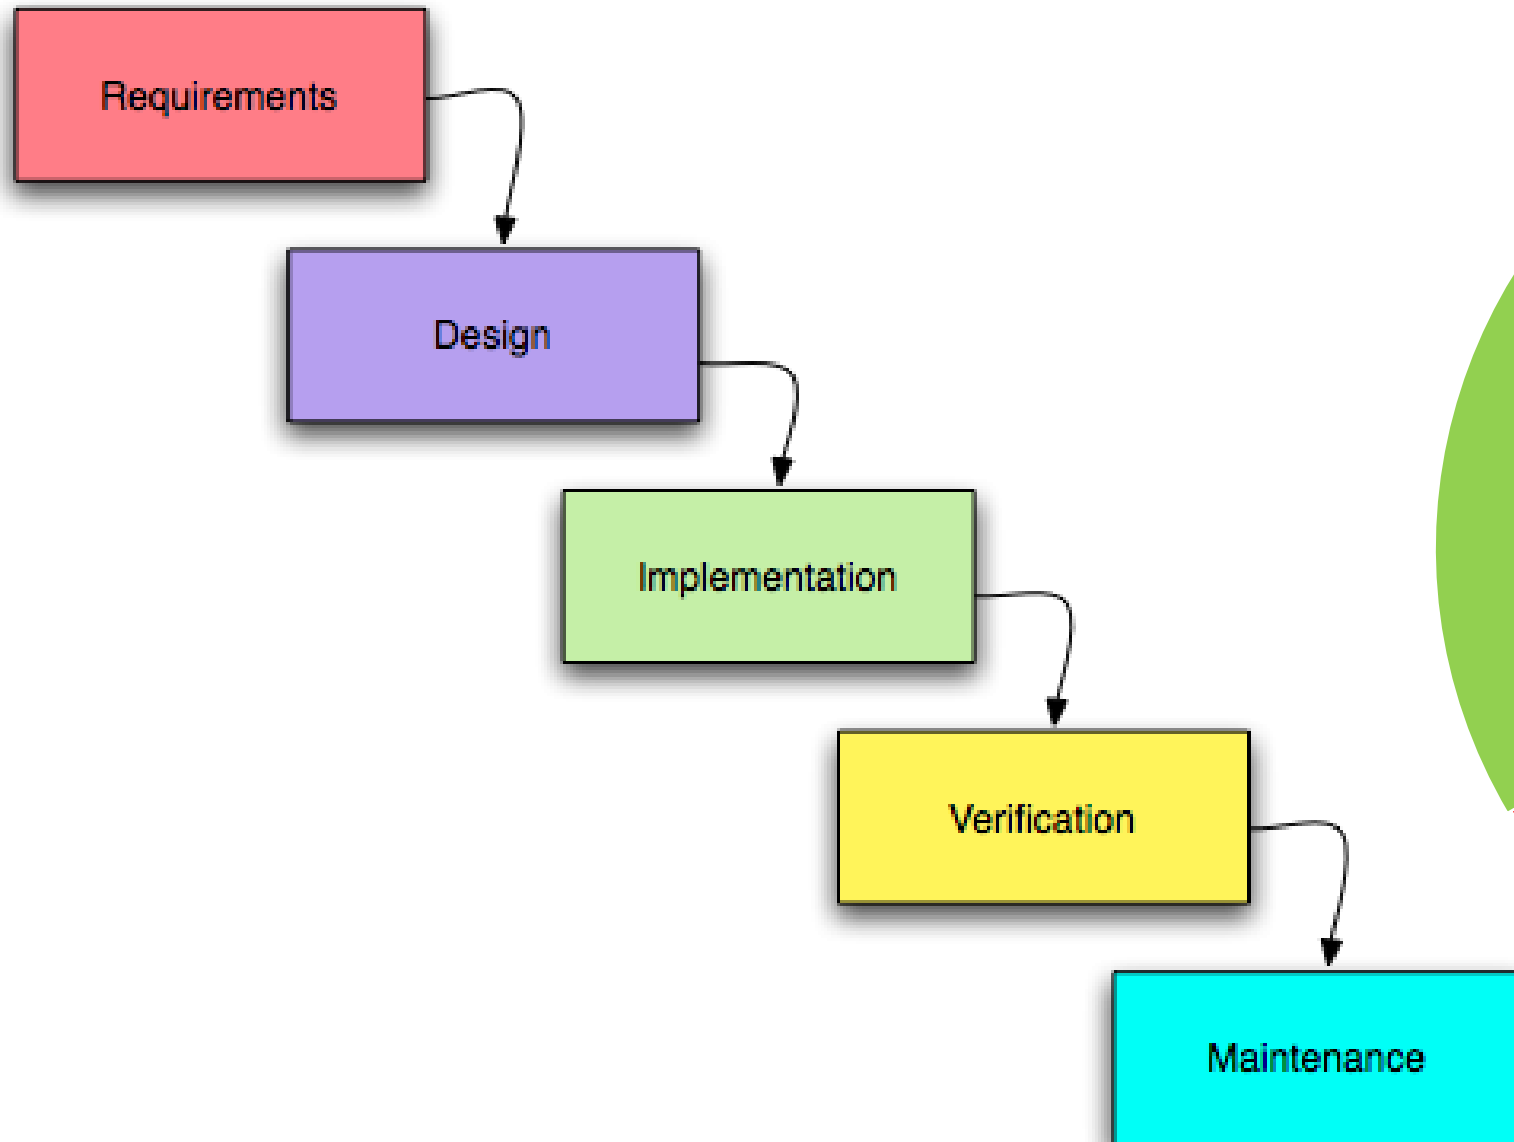 Requirements
Design
Implementation
Verification
Maintenance